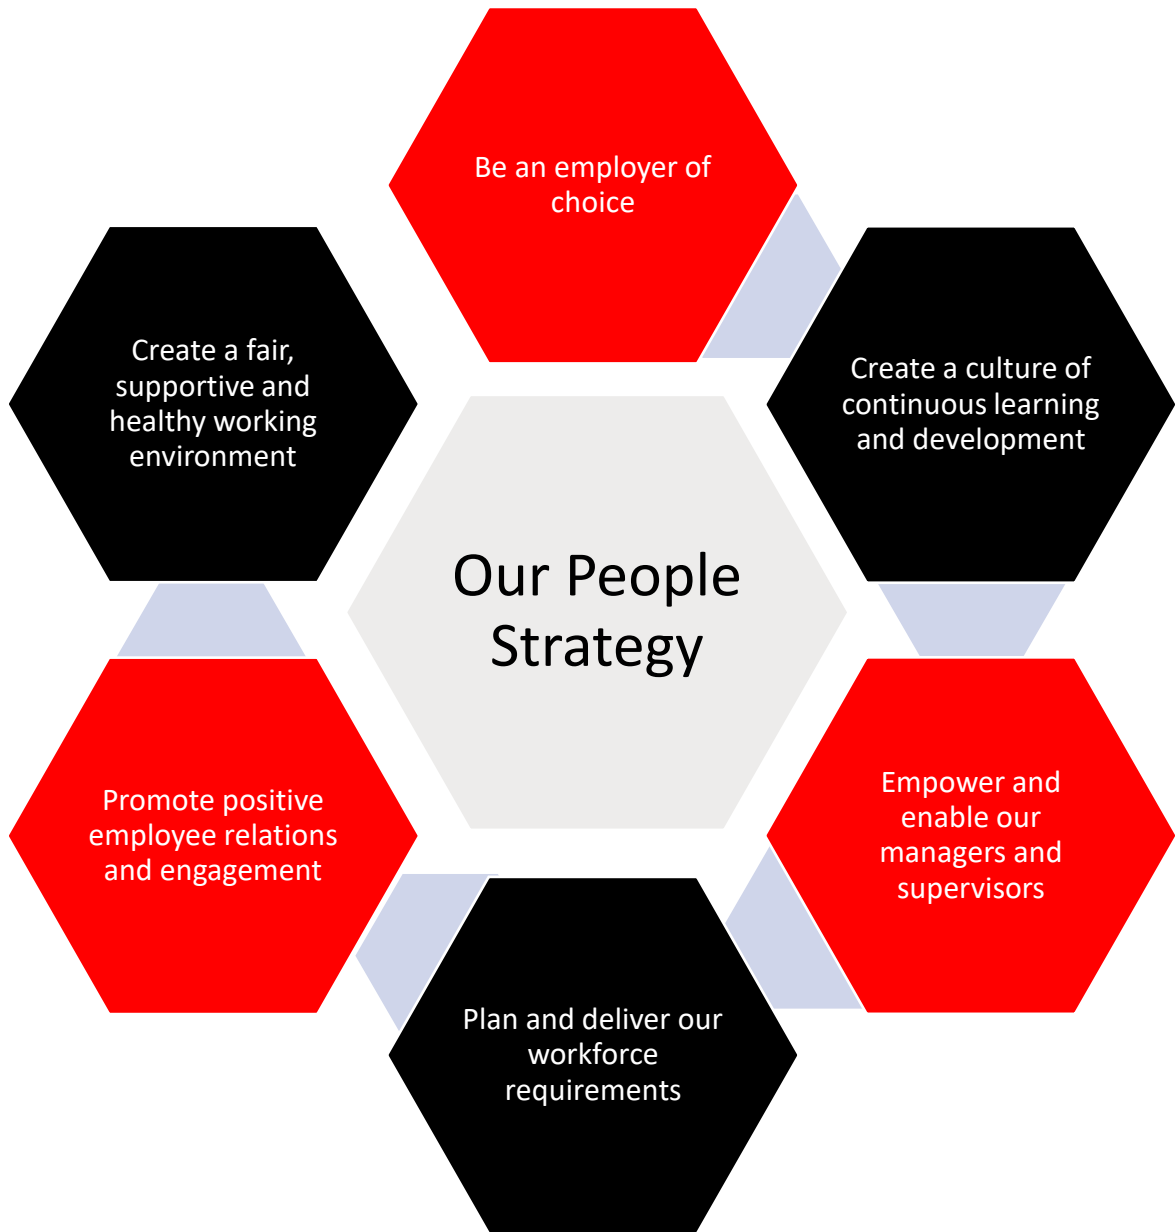 Be an employer of
choice
Create a culture of
continuous learning
and development
Empower and
enable our
managers and
supervisors
Plan and deliver our
workforce
requirements
Promote positive
employee relations
and engagement
Create a fair,
supportive and
healthy working
environment
Our People
Strategy